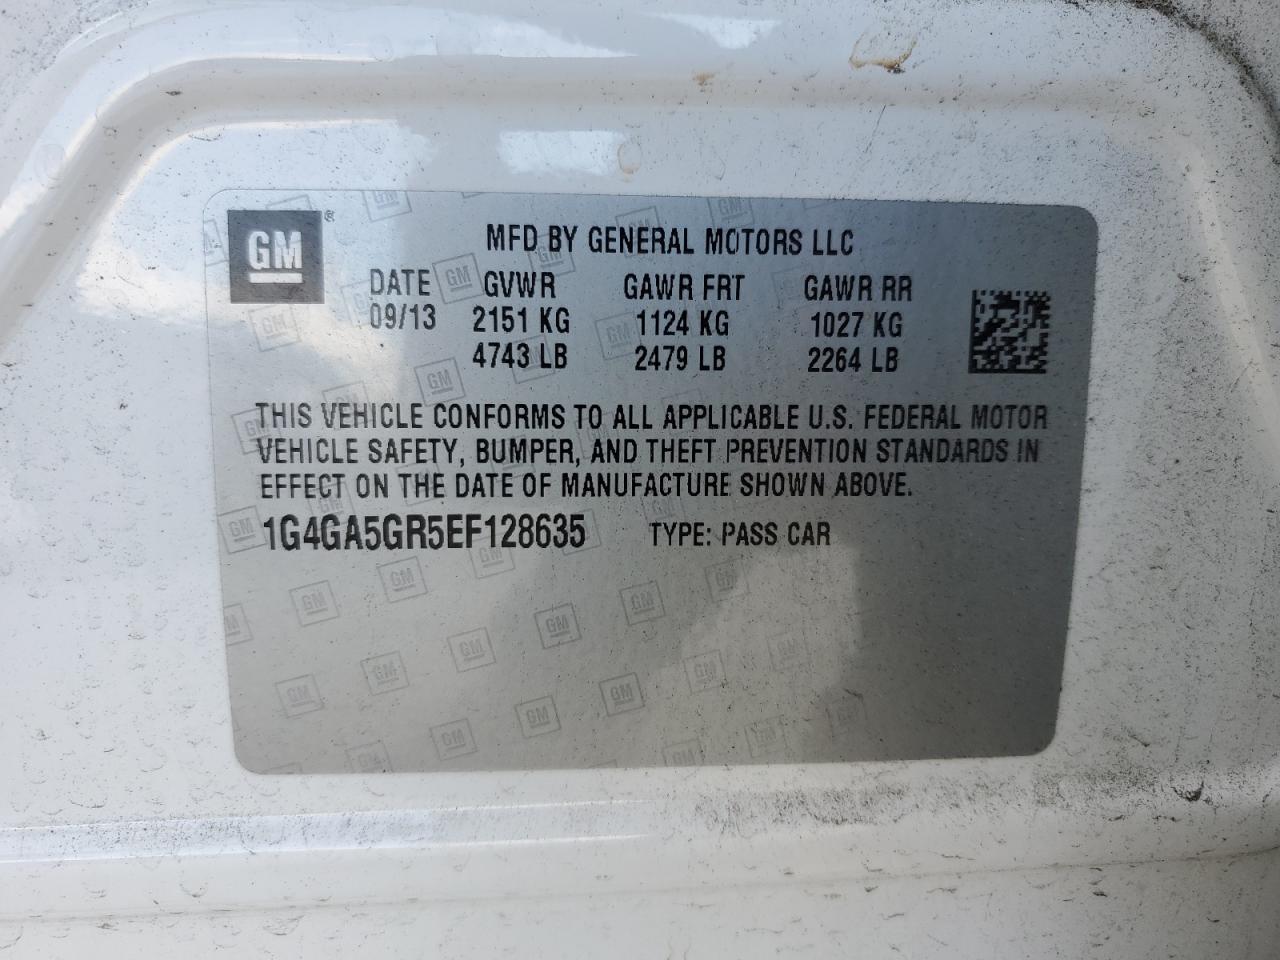 GM ®
MFD BY GENERAL MOTORS LLC
DATE GVWR GAWR FRT GAWR RR
09/13 2151 KG 1124 KG 1027 KG
4743 LB 2479 LB 2264 LB
THIS VEHICLE CONFORMS TO ALL APPLICABLE U.S. FEDERAL MOTOR
VEHICLE SAFETY, BUMPER, AND THEFT PREVENTION STANDARDS IN
EFFECT ON THE DATE OF MANUFACTURE SHOWN ABOVE.
1G4GA5GR5EF128635 TYPE: PASS CAR